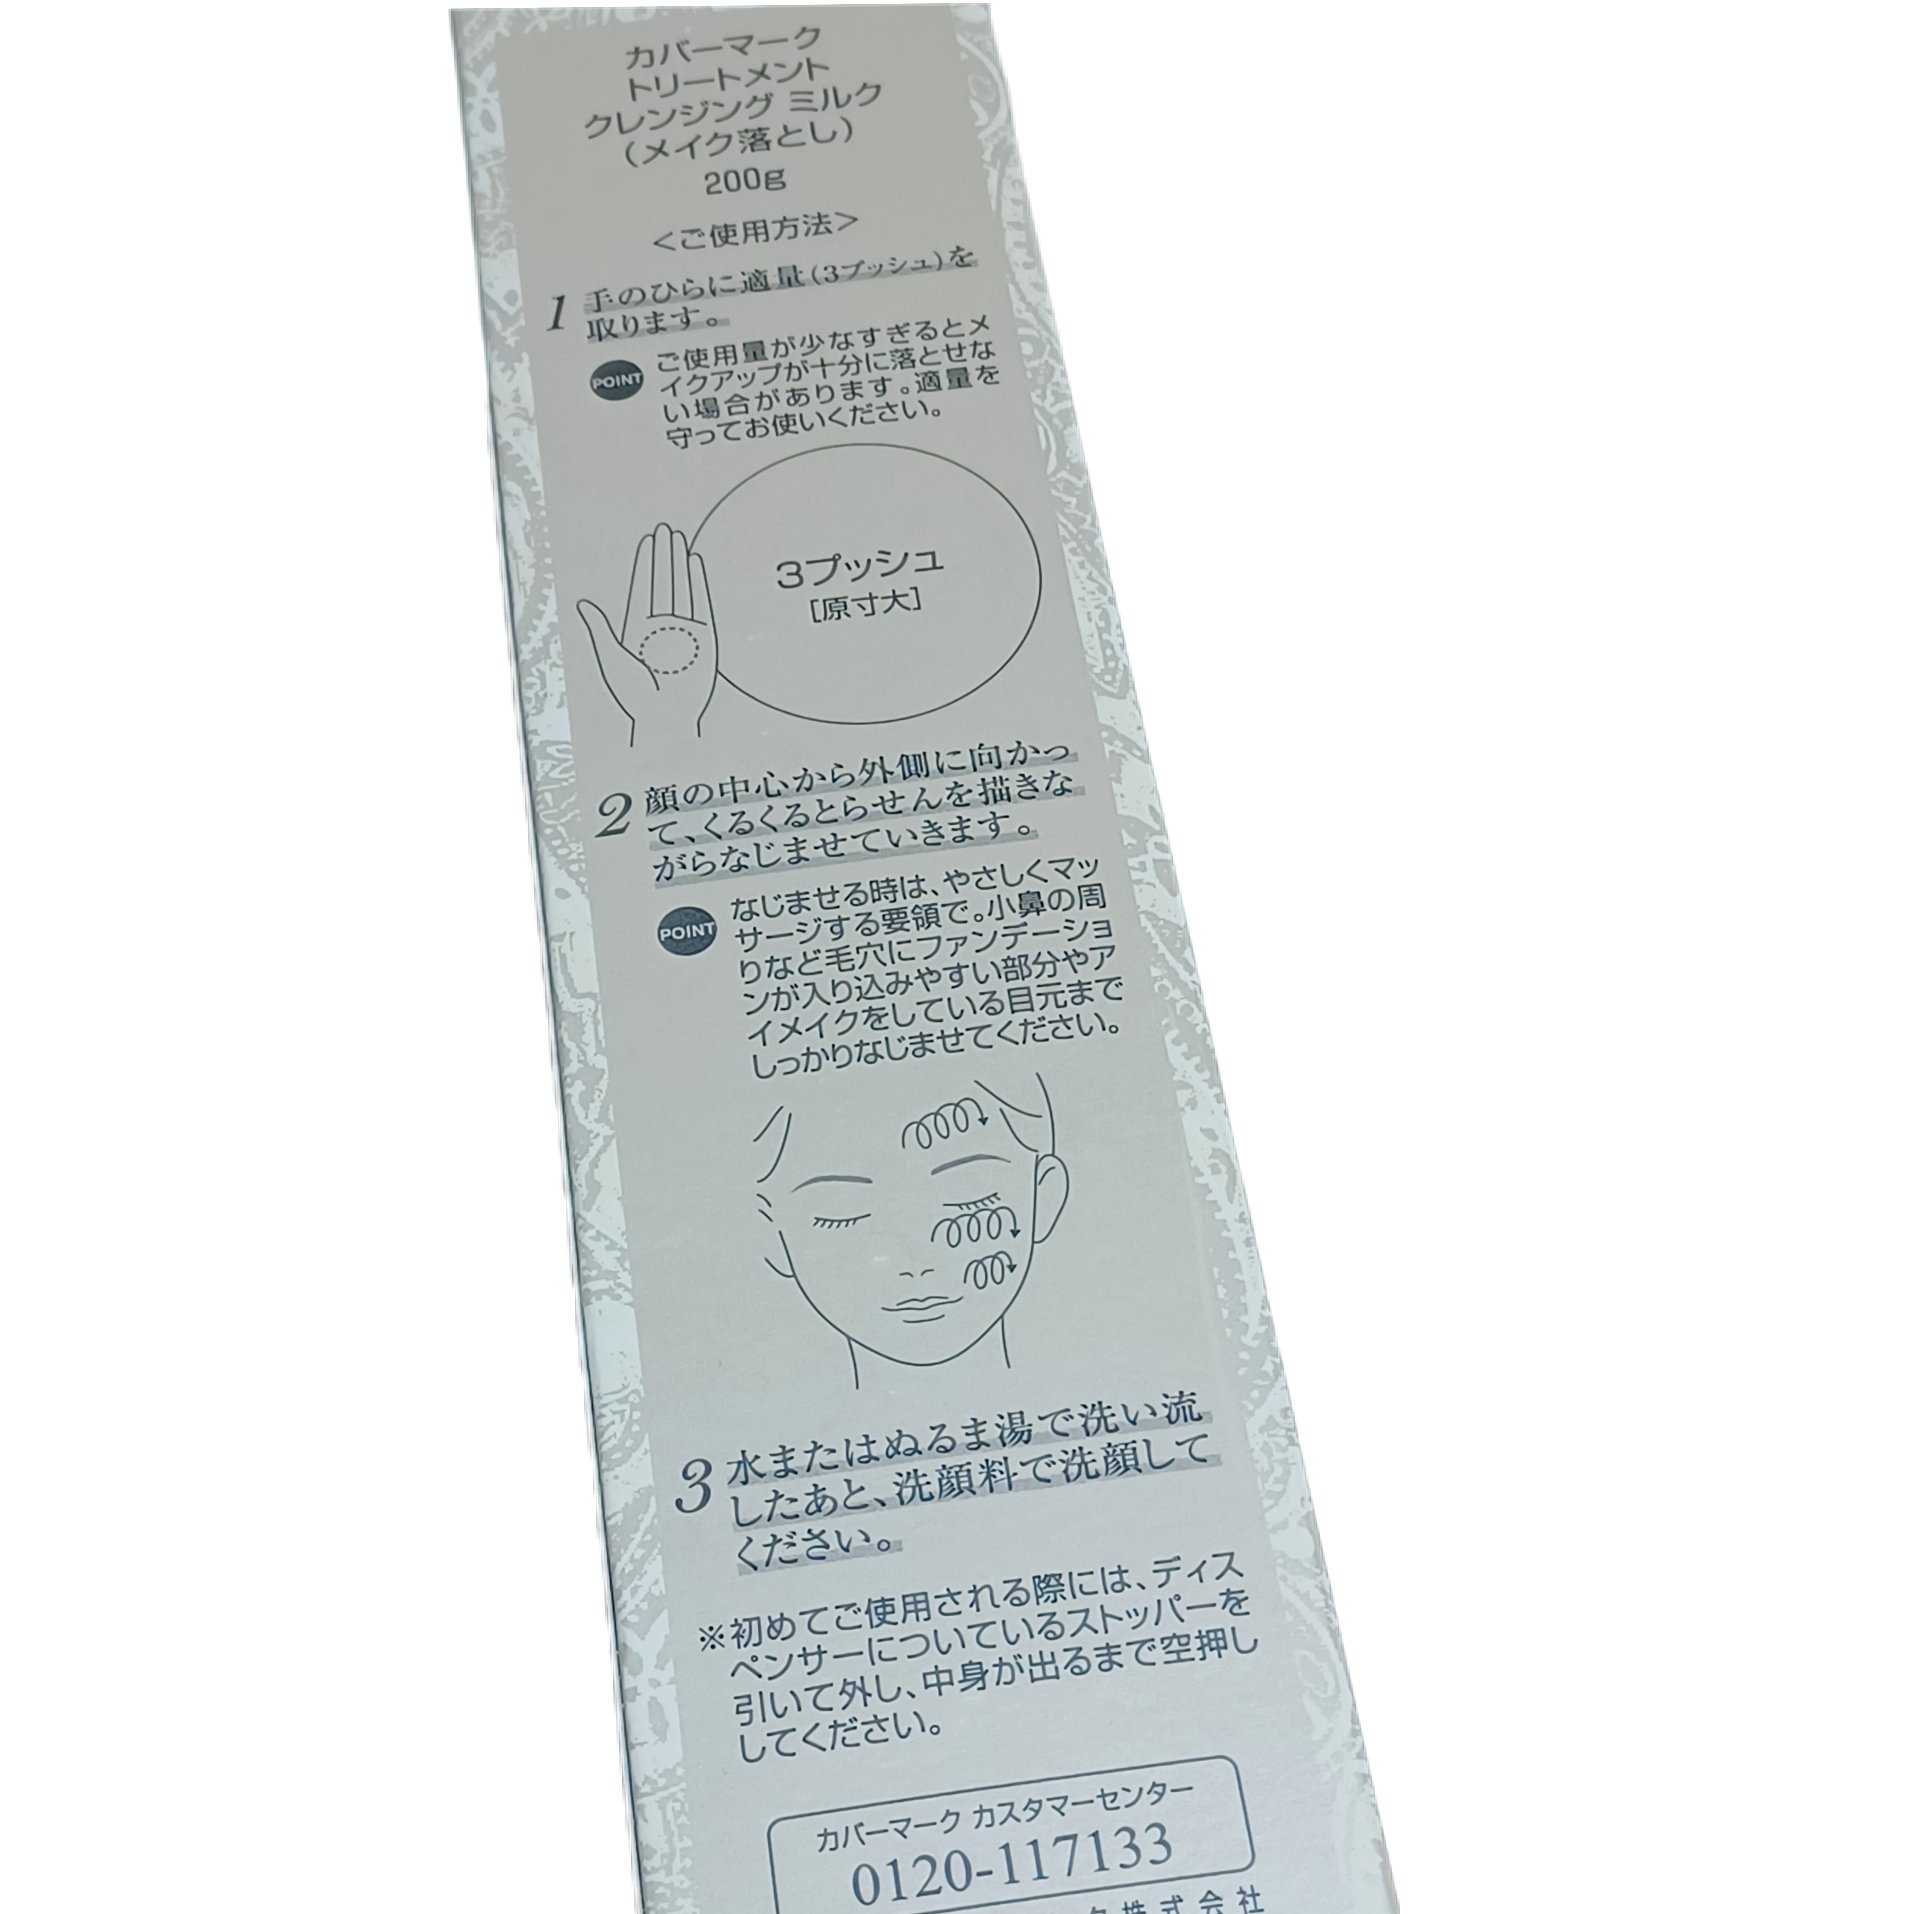 カバーマーク
トリートメント
クレンジング ミルク
(メイク落とし)
200g
<ご使用方法>
1 手のひらに適量(3プッシュ)を
取ります。
POINT ご使用量が少なすぎるとメ
イクアップが十分に落とせな
い場合があります。適量を
守ってお使いください。
3プッシュ
[原寸大]
2 顔の中心から外側に向かっ
て、くるくるとらせんを描きな
がらなじませていきます。
POINT なじませる時は、やさしくマッ
サージする要領で。小鼻の周
りなど毛穴にファンデーショ
ンが入り込みやすい部分やア
イメイクをしている目元まで
しっかりなじませてください。
3 水またはぬるま湯で洗い流
したあと、洗顔料で洗顔して
ください。
※初めてご使用される際には、ディス
ペンサーについているストッパーを
引いて外し、中身が出るまで空押し
してください。
カバーマーク カスタマーセンター
0120-117133
ク株式会社